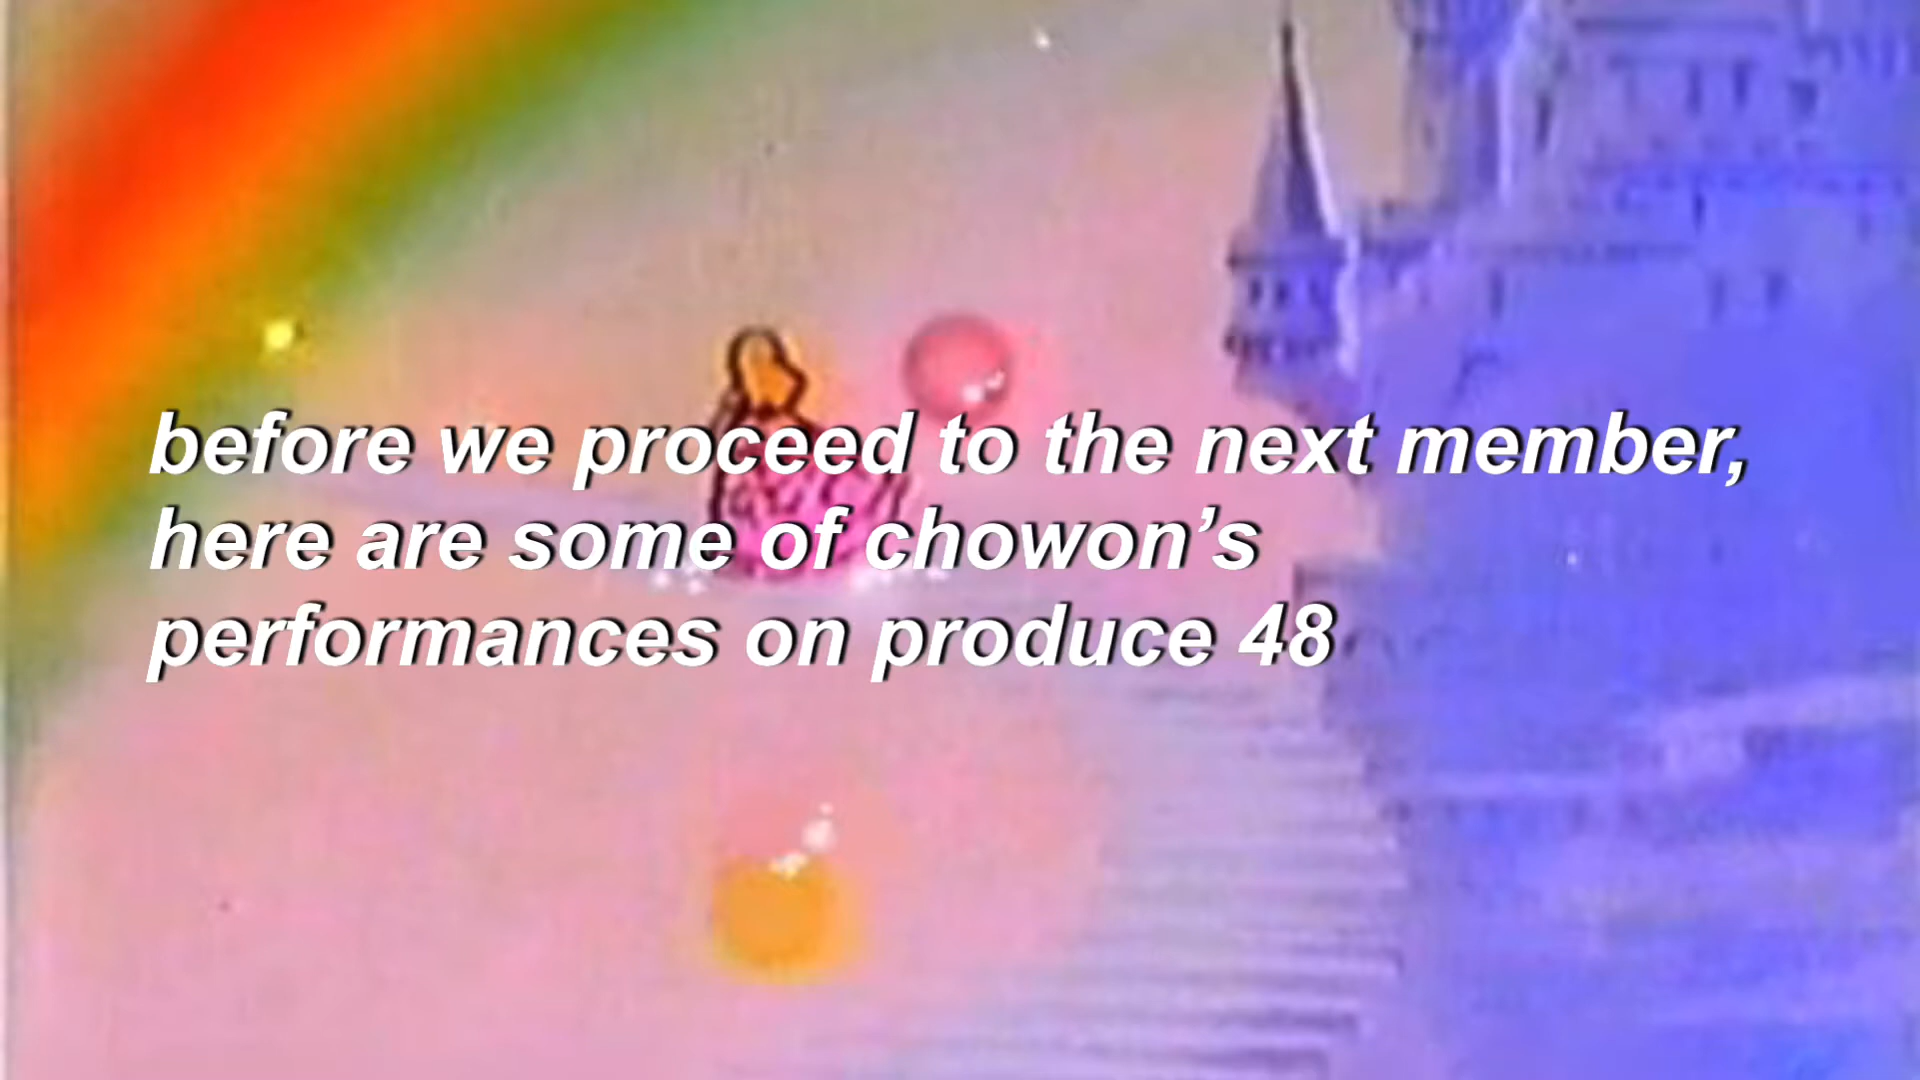 before we proceed to the next member,
here are some of chowon’s
performances on produce 48